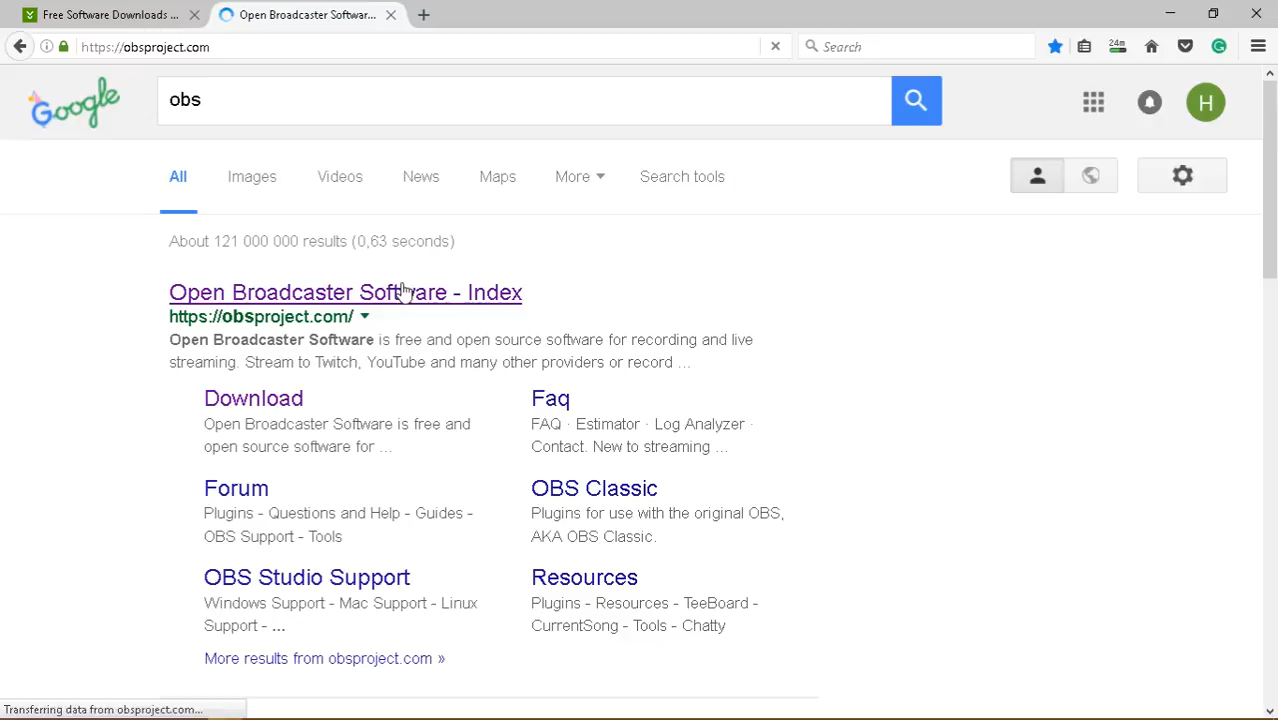 Free Software Downloads ...
Open Broadcaster Softwar...
https://obsproject.com
Search
24m
Google
obs
H
All
Images
Videos
News
Maps
More
Search tools
About 121 000 000 results (0,63 seconds)
Open Broadcaster Software - Index
https://obsproject.com/
Open Broadcaster Software is free and open source software for recording and live
streaming. Stream to Twitch, YouTube and many other providers or record ...
Download
Open Broadcaster Software is free and
open source software for ...
Faq
FAQ · Estimator · Log Analyzer ·
Contact. New to streaming ...
Forum
Plugins - Questions and Help - Guides -
OBS Support - Tools
OBS Classic
Plugins for use with the original OBS,
AKA OBS Classic.
OBS Studio Support
Windows Support - Mac Support - Linux
Support - ...
Resources
Plugins - Resources - TeeBoard -
CurrentSong - Tools - Chatty
More results from obsproject.com »
Transferring data from obsproject.com...